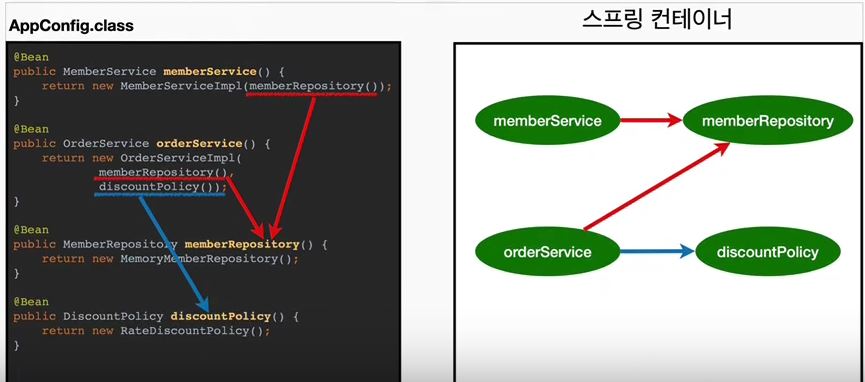 AppConfig.class
@Bean
public MemberService memberService() {
return new MemberServiceImpl(memberRepository());
}
@Bean
public OrderService orderService() {
return new OrderServiceImpl(
memberRepository(),
discountPolicy());
}
@Bean
public MemberRepository memberRepository() {
return new MemoryMemberRepository();
}
@Bean
public DiscountPolicy discountPolicy() {
return new RateDiscountPolicy();
}
스프링 컨테이너
memberService
memberRepository
orderService
discountPolicy